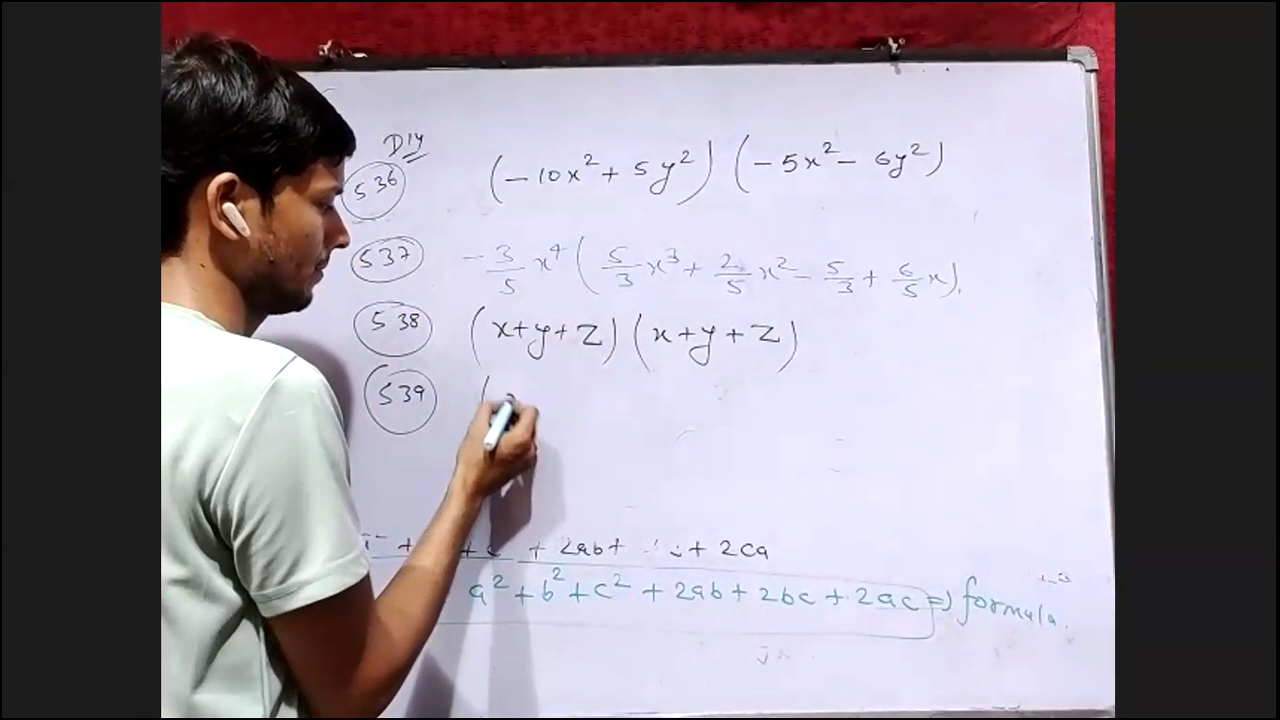 DIY
536 (-10x² + 5y²) (-5x² - 6y²)
537 -3/5 x⁴ (5/3 x³ + 2/5 x² - 5/3 + 6/5 x).
538 (x+y+z) (x+y+z)
539 (
+ 2ab + + 2ca
a² + b² + c² + 2ab + 2bc + 2ac => formula.